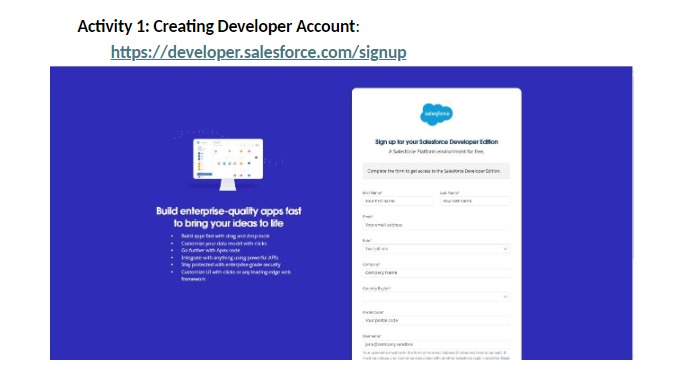 Activity 1: Creating Developer Account:
https://developer.salesforce.com/signup
salesforce
Sign up for your Salesforce Developer Edition
A Salesforce Platform environment for free.
Complete the form to get access to the Salesforce Developer Edition.
First Name* Last Name*
Your first name Your last name
Email*
Your email address
Role*
Your job role
Company*
Company Name
Country/Region*
Postal Code*
Your postal code
Username*
jane@company.sandbox
Build enterprise-quality apps fast
to bring your ideas to life
• Build apps fast with drag and drop tools
• Customize your data model with clicks
• Go further with Apex code
• Integrate with anything using powerful APIs
• Stay protected with enterprise-grade security
• Customize UI with clicks or any leading-edge web
framework